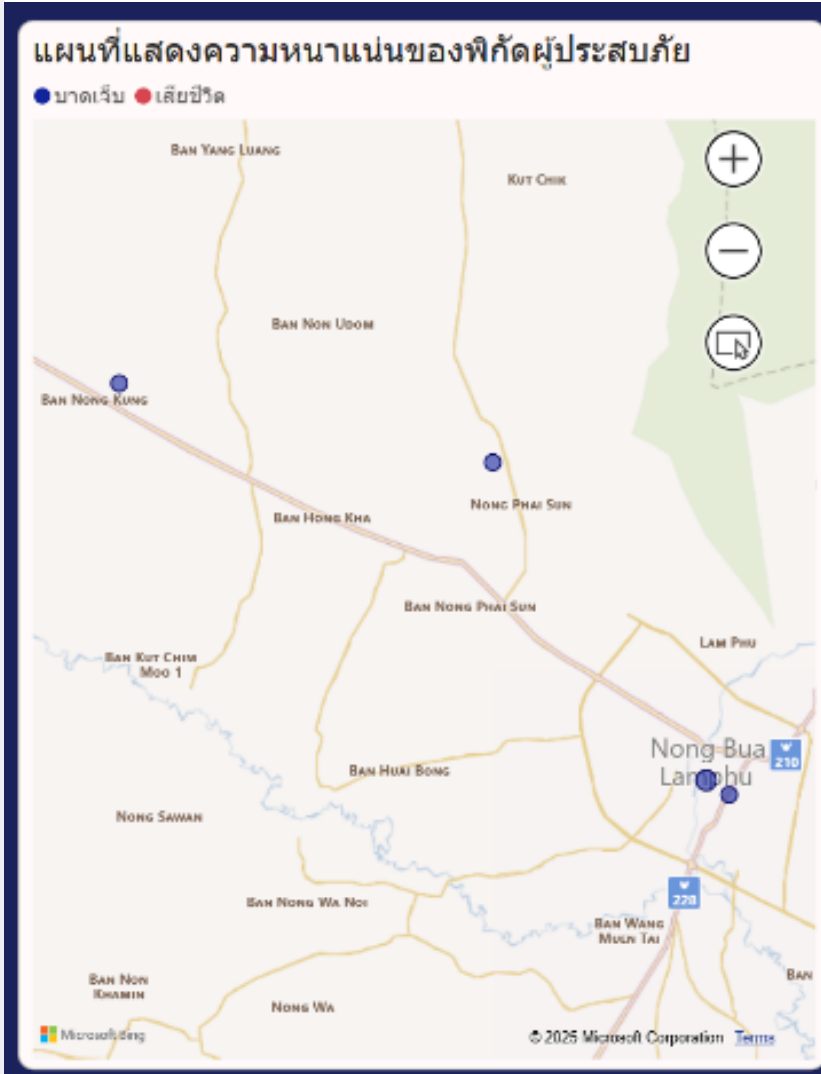 แผนที่แสดงความหนาแน่นของพิกัดผู้ประสบภัย
บาดเจ็บ เสียชีวิต
BAN YANG LUANG
KUT CHIK
BAN NON UDOM
BAN NONG KUNG
NONG PHAI SUN
BAN HONG KHA
BAN NONG PHAI SUN
LAM PHU
BAN KUT CHIM
MOO 1
Nong Bua
Lamphu
210
BAN HUAI BONG
NONG SAWAN
228
BAN NONG WA NOI
BAN WANG
MUEN TAI
BAN
BAN NON
KHAMIN
NONG WA
Microsoft Bing
© 2025 Microsoft Corporation Terms